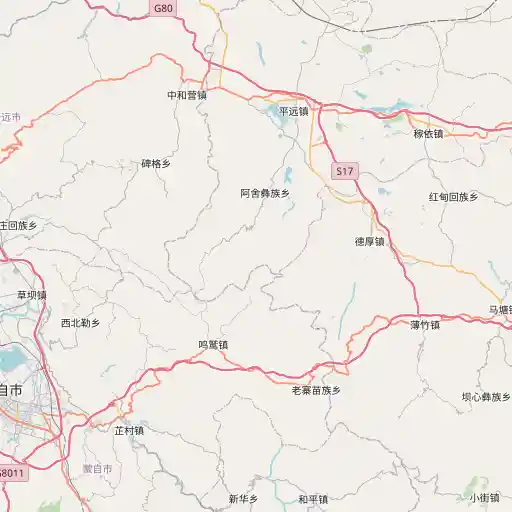 G80
中和营镇
平远镇
稼依镇
远市
碑格乡
S17
阿舍彝族乡
红甸回族乡
庄回族乡
德厚镇
草坝镇
马塘镇
西北勒乡
薄竹镇
鸣鹫镇
自市
老寨苗族乡
坝心彝族乡
芷村镇
蒙自市
G8011
新华乡
和平镇
小街镇